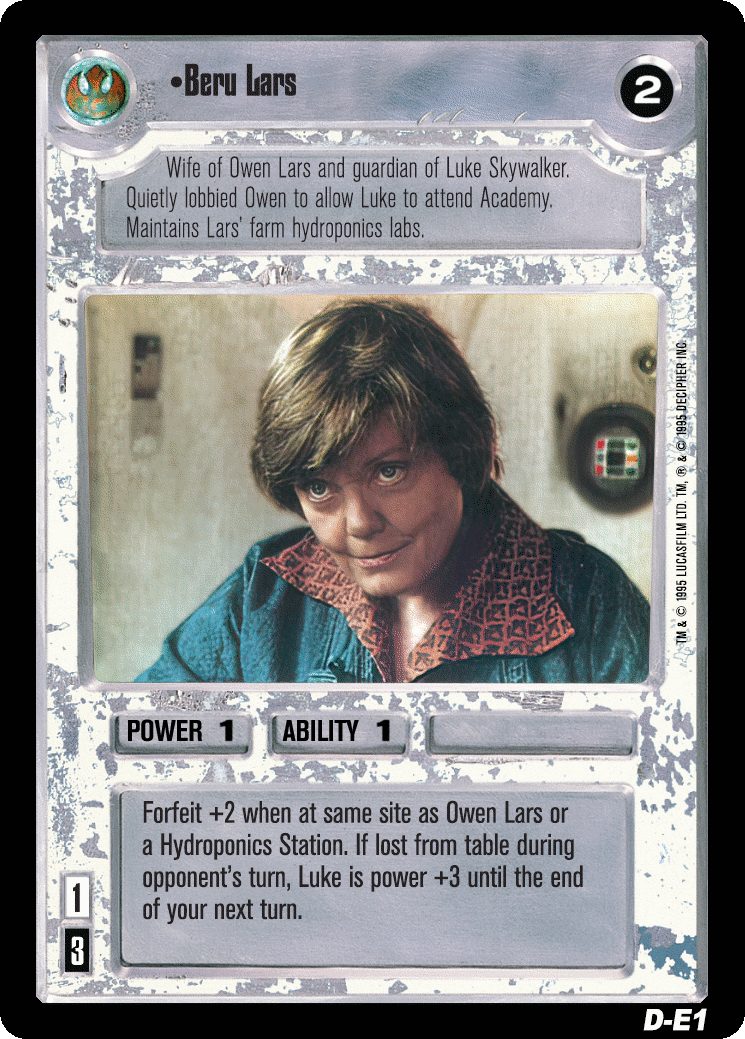 •Beru Lars
2
Wife of Owen Lars and guardian of Luke Skywalker.
Quietly lobbied Owen to allow Luke to attend Academy.
Maintains Lars' farm hydroponics labs.
TM & © 1995 LUCASFILM LTD. TM, ® & © 1995 DECIPHER INC.
POWER 1
ABILITY 1
Forfeit +2 when at same site as Owen Lars or
a Hydroponics Station. If lost from table during
opponent's turn, Luke is power +3 until the end
of your next turn.
1
3
D-E1